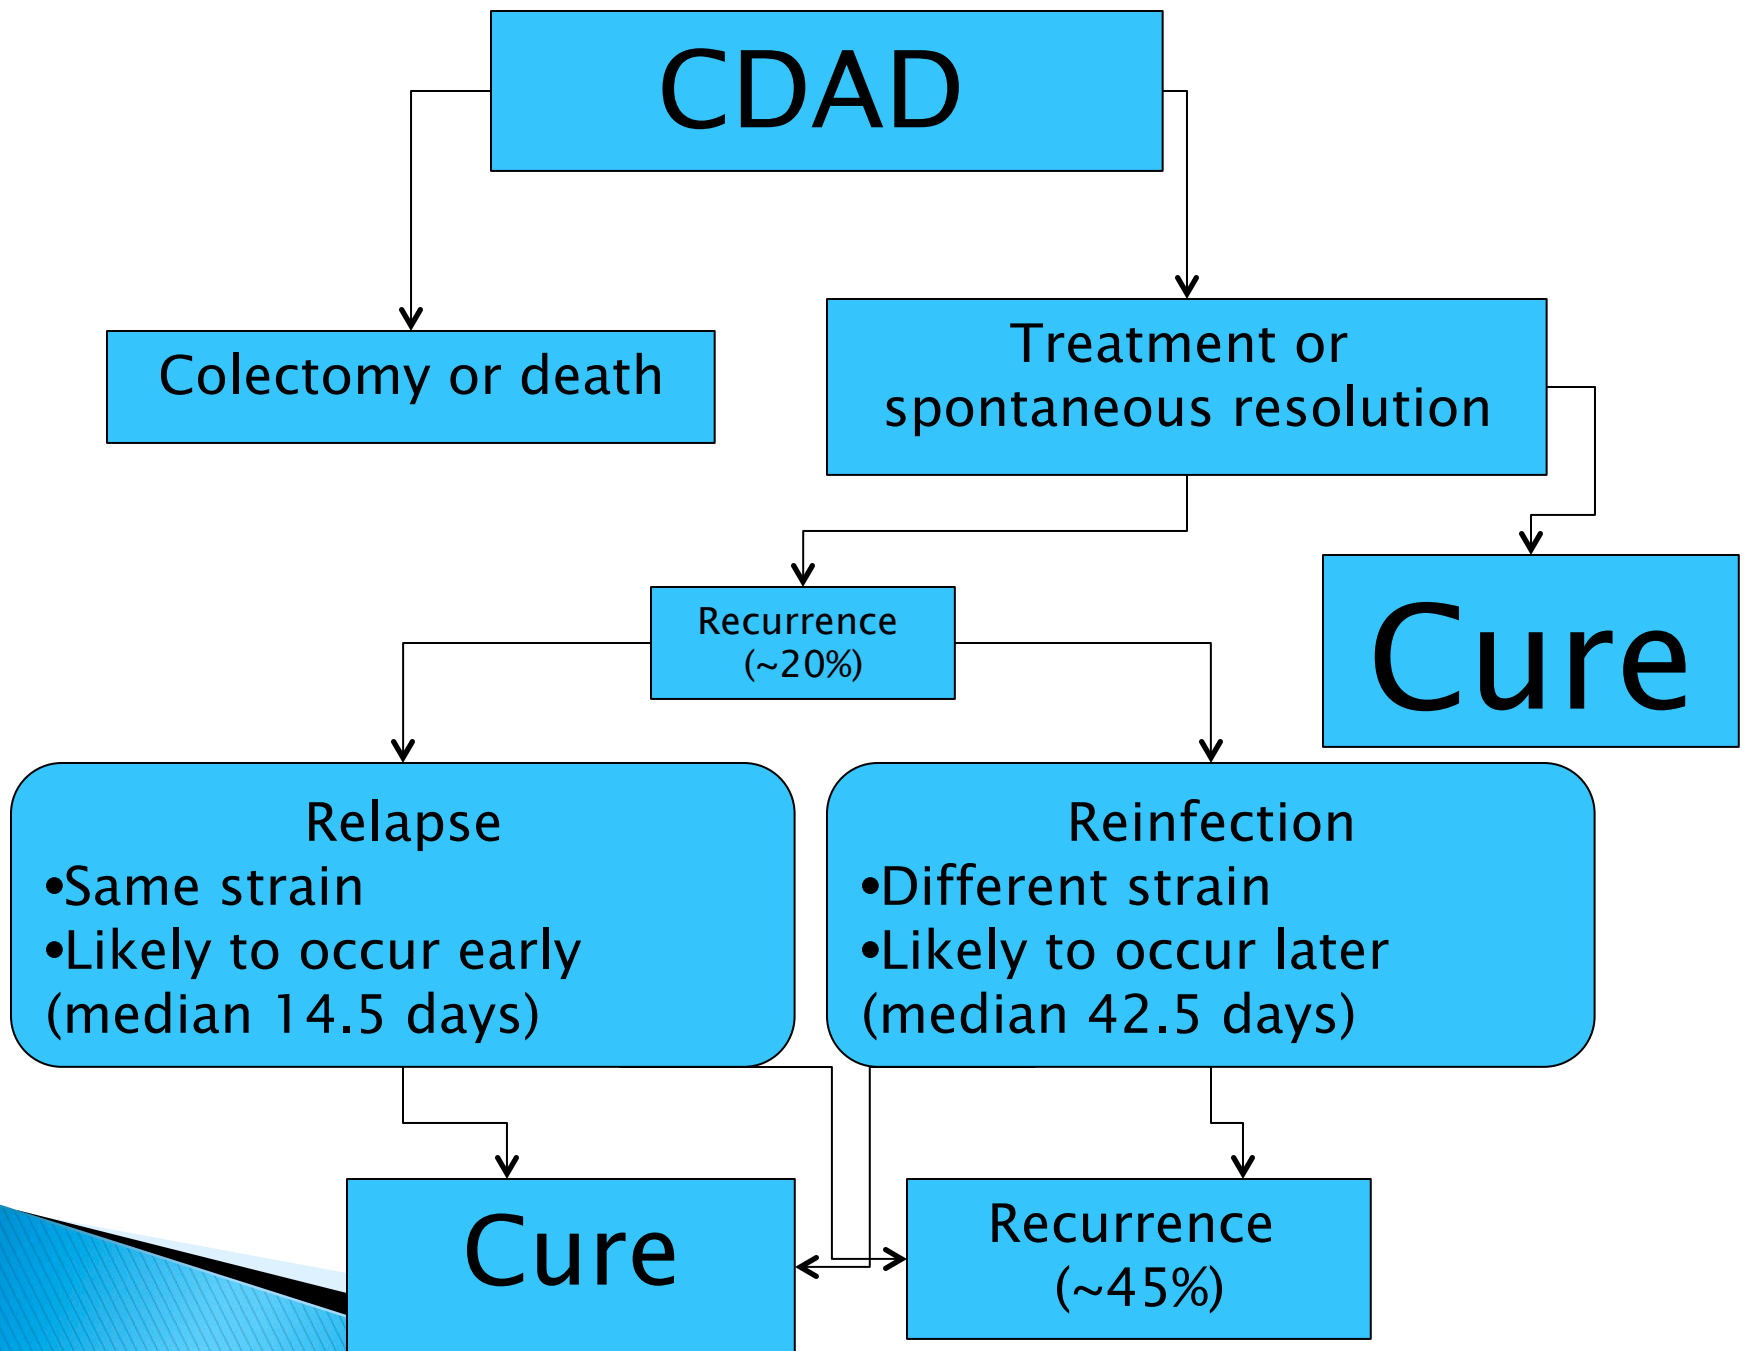 CDAD
Colectomy or death
Treatment or
spontaneous resolution
Recurrence
(~20%)
Cure
Relapse
•Same strain
•Likely to occur early
(median 14.5 days)
Reinfection
•Different strain
•Likely to occur later
(median 42.5 days)
Cure
Recurrence
(~45%)